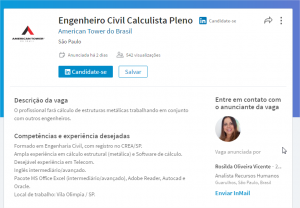 AMERICAN TOWER
Engenheiro Civil Calculista Pleno
Candidate-se
American Tower do Brasil
São Paulo
Anunciada há 2 dias
542 visualizações
Candidate-se
Salvar
Descrição da vaga
O profissional fará cálculo de estruturas metálicas trabalhando em conjunto
com outros engenheiros.
Competências e experiência desejadas
Formado em Engenharia Civil, com registro no CREA/SP.
Ampla experiência em cálculo estrutural (metálica) e Software de cálculo.
Desejável experiência em Telecom.
Inglês intermediário/avançado.
Pacote MS Office Excel (intermediário/avançado), Adobe Reader, Autocad e
Oracle.
Local de trabalho: Vila Olímpia / SP.
Entre em contato com
o anunciante da vaga
Vaga anunciada por
Rosilda Oliveira Vicente
Analista Recursos Humanos
Guarulhos, São Paulo, Brasil
Enviar InMail